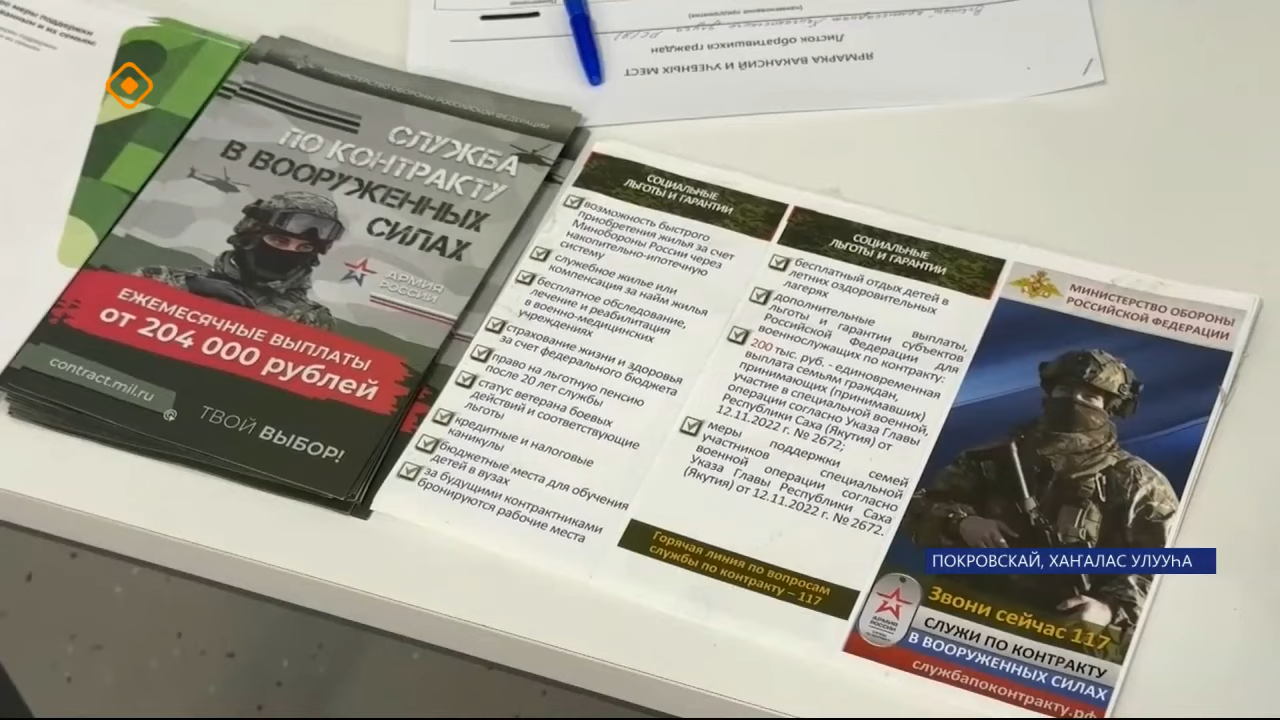 МИНИСТЕРСТВО ОБОРОНЫ РОССИЙСКОЙ ФЕДЕРАЦИИ
СЛУЖБА
ПО КОНТРАКТУ
В ВООРУЖЕННЫХ
СИЛАХ
АРМИЯ
РОССИИ
ЕЖЕМЕСЯЧНЫЕ ВЫПЛАТЫ
от 204 000 рублей
contract.mil.ru
ТВОЙ ВЫБОР!
ЯРМАРКА ВАКАНСИЙ И УЧЕБНЫХ МЕСТ
Листок обратившихся граждан
(наименование предприятия)
СОЦИАЛЬНЫЕ
ЛЬГОТЫ И ГАРАНТИИ
возможность быстрого
приобретения жилья за счет
Минобороны России через
накопительно-ипотечную
систему
служебное жилье или
компенсация за найм жилья
бесплатное обследование,
лечение и реабилитация
в военно-медицинских
учреждениях
страхование жизни и здоровья
за счет федерального бюджета
право на льготную пенсию
после 20 лет службы
статус ветерана боевых
действий и соответствующие
льготы
кредитные и налоговые
каникулы
бюджетные места для обучения
детей в вузах
за будущими контрактниками
бронируются рабочие места
СОЦИАЛЬНЫЕ
ЛЬГОТЫ И ГАРАНТИИ
бесплатный отдых детей в
летних оздоровительных
лагерях
дополнительные выплаты,
льготы и гарантии субъектов
Российской Федерации для
военнослужащих по контракту:
200 тыс. руб. - единовременная
выплата семьям граждан,
принимающих (принимавших)
участие в специальной военной
операции согласно Указа Главы
Республики Саха (Якутия) от
12.11.2022 г. № 2672;
меры поддержки семей
участников специальной
военной операции согласно
Указа Главы Республики Саха
(Якутия) от 12.11.2022 г. № 2672.
Горячая линия по вопросам
службы по контракту – 117
МИНИСТЕРСТВО ОБОРОНЫ
РОССИЙСКОЙ ФЕДЕРАЦИИ
АРМИЯ
РОССИИ
Звони сейчас 117
СЛУЖИ ПО КОНТРАКТУ
В ВООРУЖЕННЫХ СИЛАХ
службапоконтракту.рф
ПОКРОВСКАЙ, ХАҤАЛАС УЛУУҺА